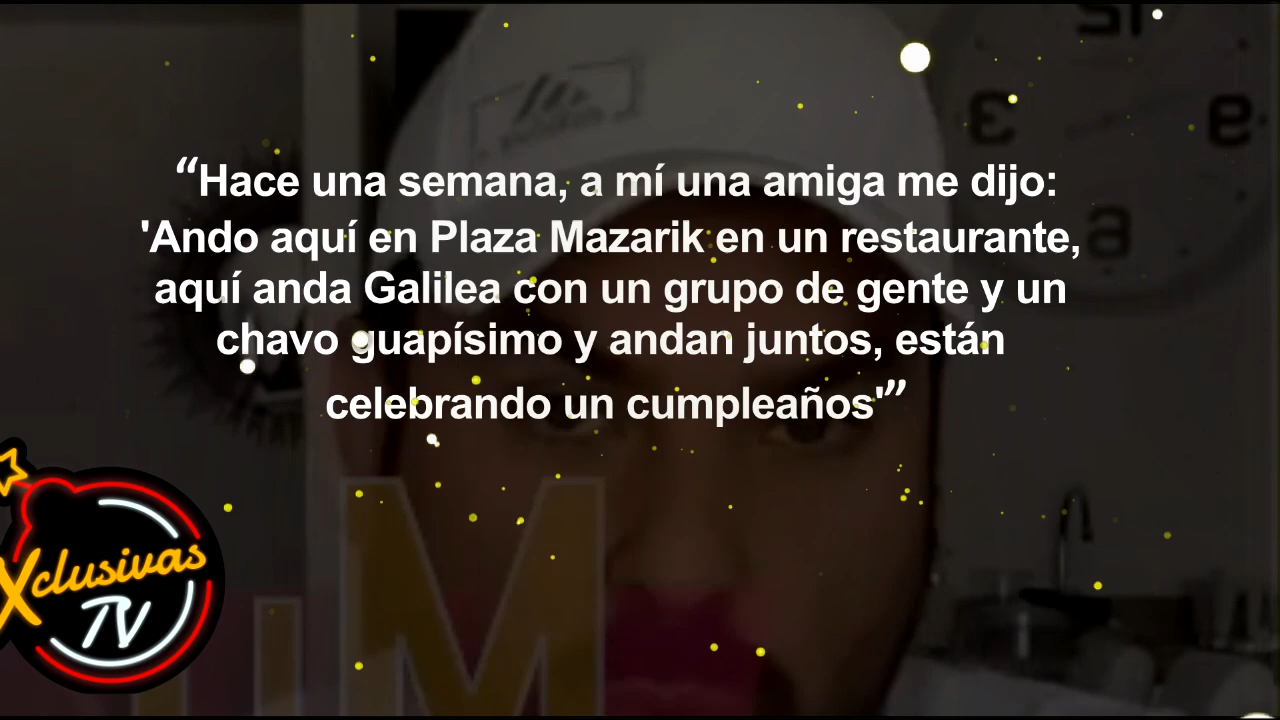 “Hace una semana, a mí una amiga me dijo:
'Ando aquí en Plaza Mazarik en un restaurante,
aquí anda Galilea con un grupo de gente y un
chavo guapísimo y andan juntos, están
celebrando un cumpleaños'”
Xclusivas
TV
M